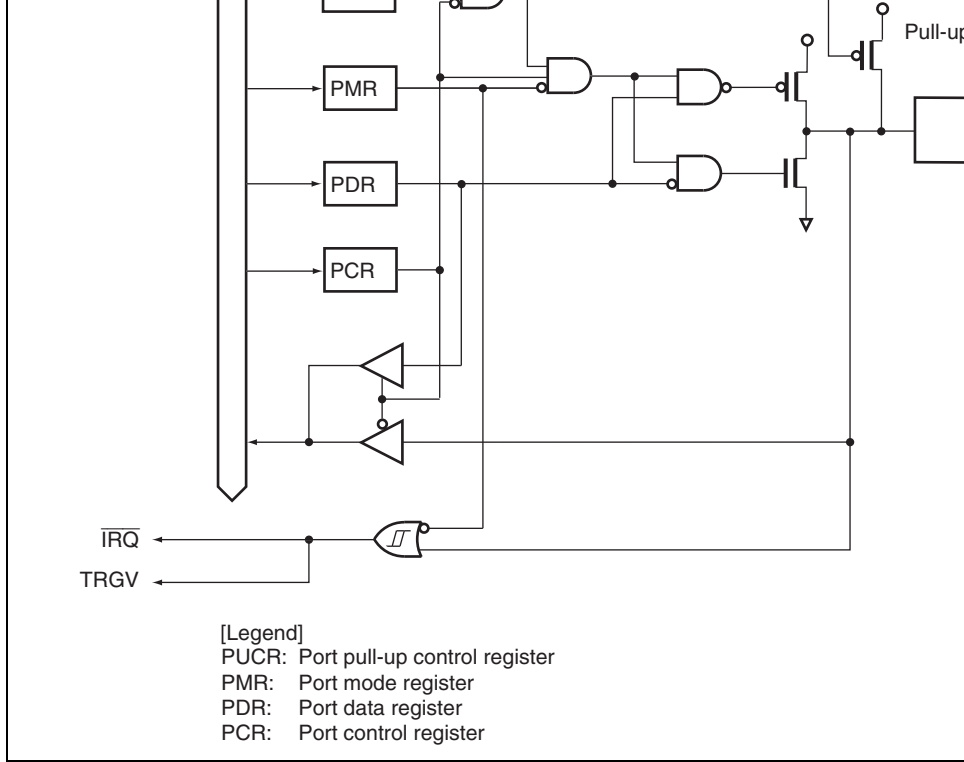 Pull-up
PMR
PDR
PCR
IRQ
TRGV
[Legend]
PUCR: Port pull-up control register
PMR: Port mode register
PDR: Port data register
PCR: Port control register